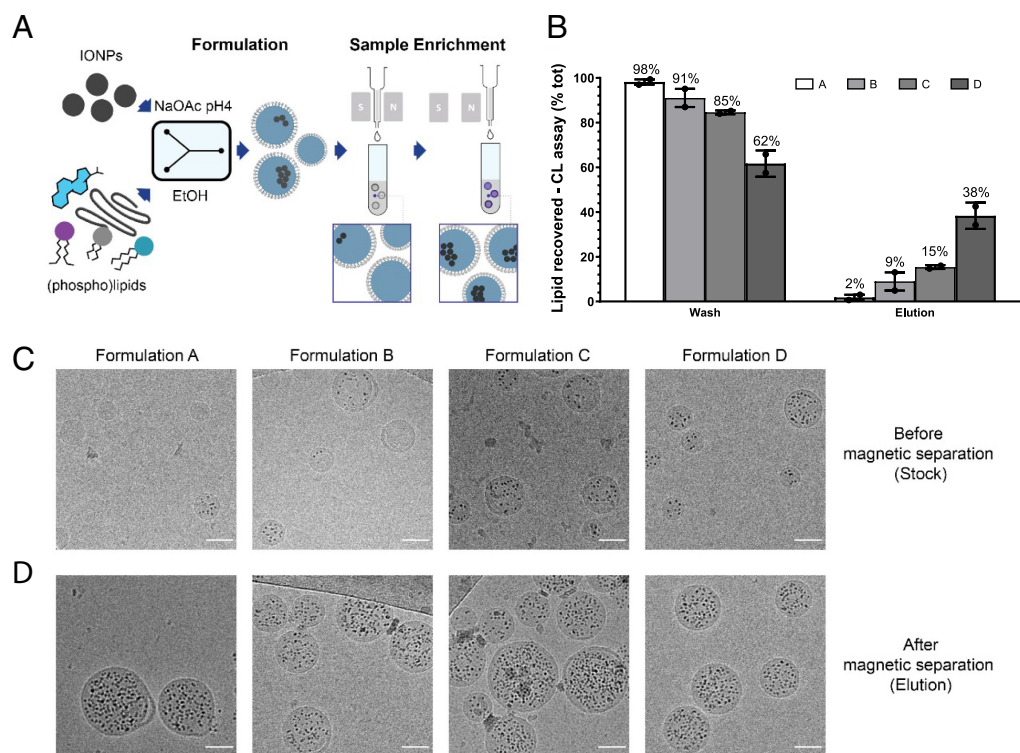 A
IONPs
Formulation
Sample Enrichment
NaOAc pH4
EtOH
(phospho)lipids
S
N
S
N
B
Lipid recovered - CL assay (% tot)
100
80
60
40
20
0
98%
91%
85%
62%
2%
9%
15%
38%
A
B
C
D
Wash
Elution
C
Formulation A
Formulation B
Formulation C
Formulation D
Before
magnetic separation
(Stock)
D
After
magnetic separation
(Elution)